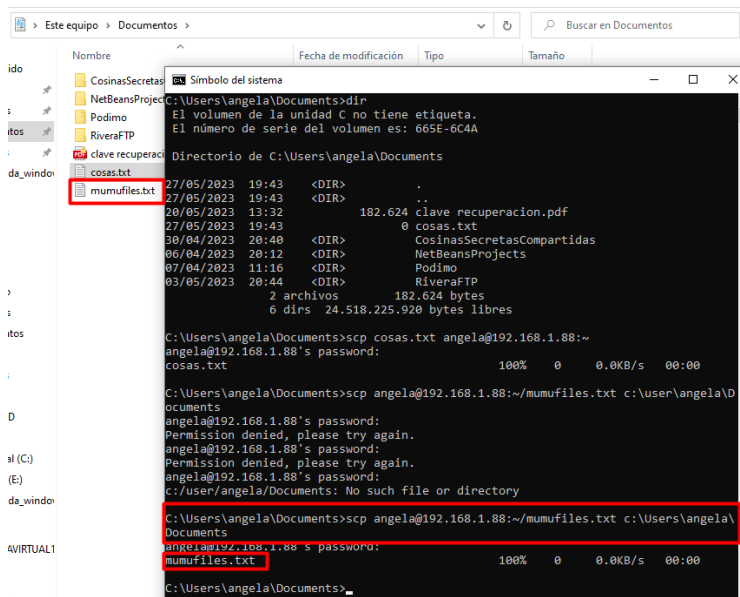 Este equipo > Documentos >
Buscar en Documentos
Nombre
Fecha de modificación
Tipo
Tamaño
ido
s
itos
s
da_windov
CosinasSecretas
NetBeansProject
Podimo
RiveraFTP
clave recuperaci
cosas.txt
mumufiles.txt
s
itos
D
al (C:)
(E:)
da_windov
AVIRTUAL1
Símbolo del sistema
C:\Users\angela\Documents>dir
El volumen de la unidad C no tiene etiqueta.
El número de serie del volumen es: 665E-6C4A
Directorio de C:\Users\angela\Documents
27/05/2023 19:43 <DIR> .
27/05/2023 19:43 <DIR> ..
20/05/2023 13:32 182.624 clave recuperacion.pdf
27/05/2023 19:43 0 cosas.txt
30/04/2023 20:40 <DIR> CosinasSecretasCompartidas
06/04/2023 20:12 <DIR> NetBeansProjects
07/04/2023 11:16 <DIR> Podimo
03/05/2023 20:44 <DIR> RiveraFTP
2 archivos 182.624 bytes
6 dirs 24.518.225.920 bytes libres
C:\Users\angela\Documents>scp cosas.txt angela@192.168.1.88:~
angela@192.168.1.88's password:
cosas.txt 100% 0 0.0KB/s 00:00
C:\Users\angela\Documents>scp angela@192.168.1.88:~/mumufiles.txt c:\user\angela\D
ocuments
angela@192.168.1.88's password:
Permission denied, please try again.
angela@192.168.1.88's password:
Permission denied, please try again.
angela@192.168.1.88's password:
c:/user/angela/Documents: No such file or directory
C:\Users\angela\Documents>scp angela@192.168.1.88:~/mumufiles.txt c:\Users\angela\
Documents
angela@192.168.1.88's password:
mumufiles.txt 100% 0 0.0KB/s 00:00
C:\Users\angela\Documents>